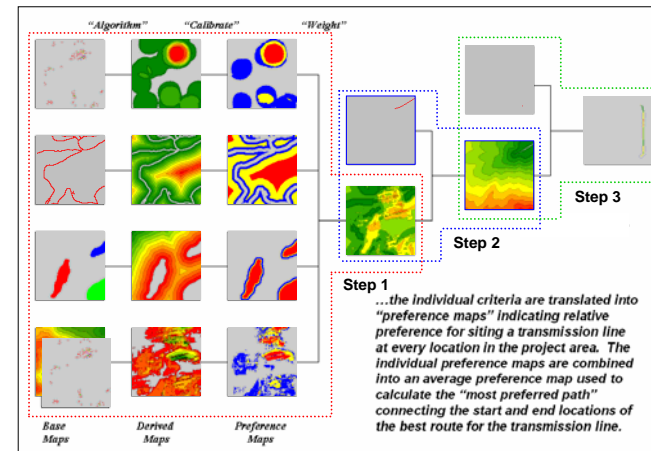 "Algorithm" "Calibrate" "Weight"
Step 3
Step 2
Step 1
...the individual criteria are translated into
"preference maps" indicating relative
preference for siting a transmission line
at every location in the project area. The
individual preference maps are combined
into an average preference map used to
calculate the "most preferred path"
connecting the start and end locations of
the best route for the transmission line.
Base
Maps
Derived
Maps
Preference
Maps